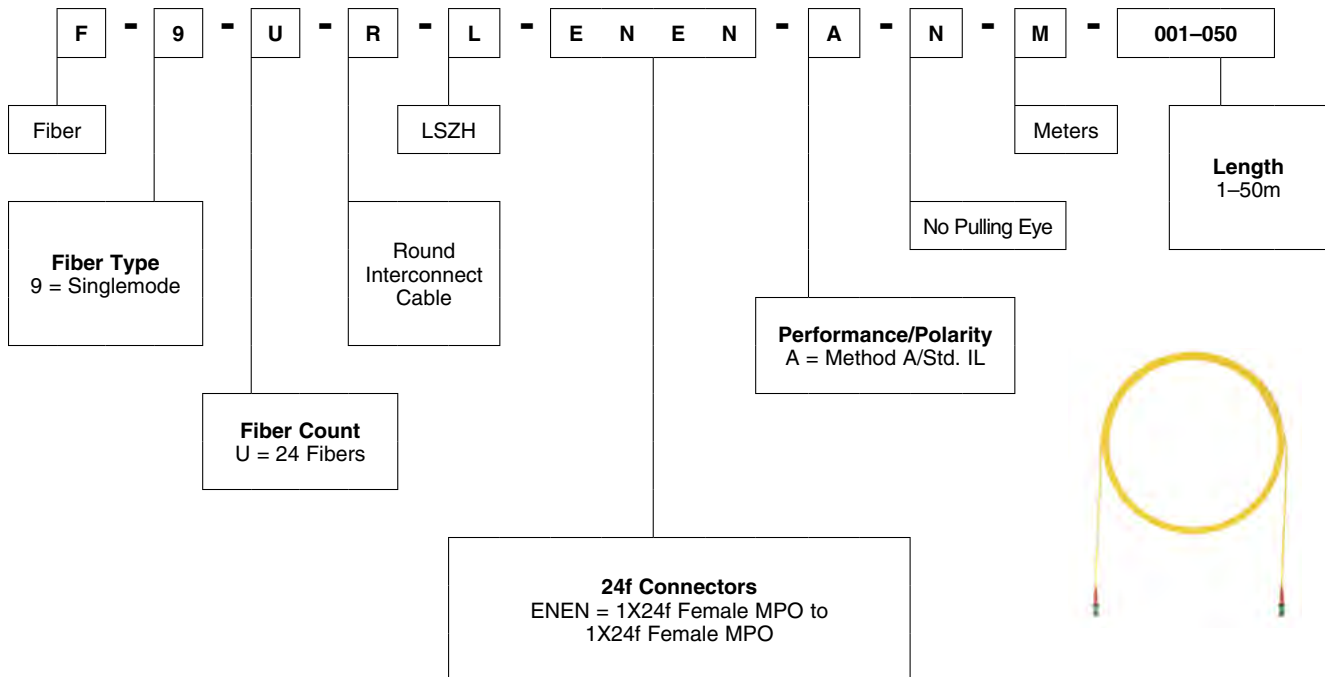 F - 9 - U - R - L - E N E N - A - N - M - 001–050
Fiber
LSZH
Meters
Length
1–50m
Fiber Type
9 = Singlemode
Round
Interconnect
Cable
No Pulling Eye
Performance/Polarity
A = Method A/Std. IL
Fiber Count
U = 24 Fibers
24f Connectors
ENEN = 1X24f Female MPO to
1X24f Female MPO